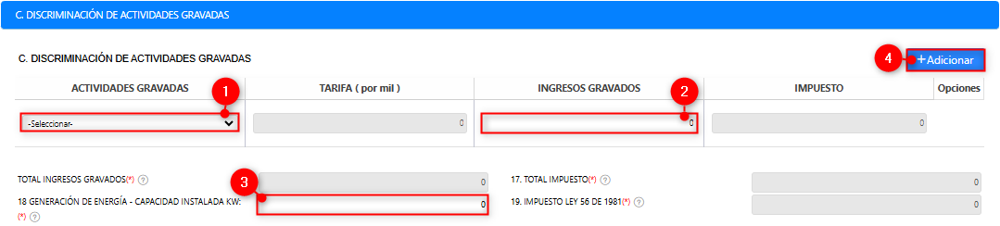 C. DISCRIMINACIÓN DE ACTIVIDADES GRAVADAS
C. DISCRIMINACIÓN DE ACTIVIDADES GRAVADAS
4 +Adicionar
ACTIVIDADES GRAVADAS TARIFA ( por mil ) INGRESOS GRAVADOS IMPUESTO Opciones
1 2
-Seleccionar- 0 0 0
TOTAL INGRESOS GRAVADOS(*) ? 0 17. TOTAL IMPUESTO(*) ? 0
3
18 GENERACIÓN DE ENERGÍA - CAPACIDAD INSTALADA KW: 0 19. IMPUESTO LEY 56 DE 1981(*) ? 0
(*) ?